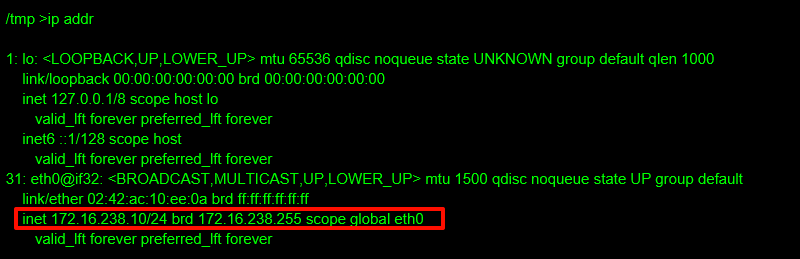 /tmp >ip addr
1: lo: <LOOPBACK,UP,LOWER_UP> mtu 65536 qdisc noqueue state UNKNOWN group default qlen 1000
link/loopback 00:00:00:00:00:00 brd 00:00:00:00:00:00
inet 127.0.0.1/8 scope host lo
valid_lft forever preferred_lft forever
inet6 ::1/128 scope host
valid_lft forever preferred_lft forever
31: eth0@if32: <BROADCAST,MULTICAST,UP,LOWER_UP> mtu 1500 qdisc noqueue state UP group default
link/ether 02:42:ac:10:ee:0a brd ff:ff:ff:ff:ff:ff
inet 172.16.238.10/24 brd 172.16.238.255 scope global eth0
valid_lft forever preferred_lft forever